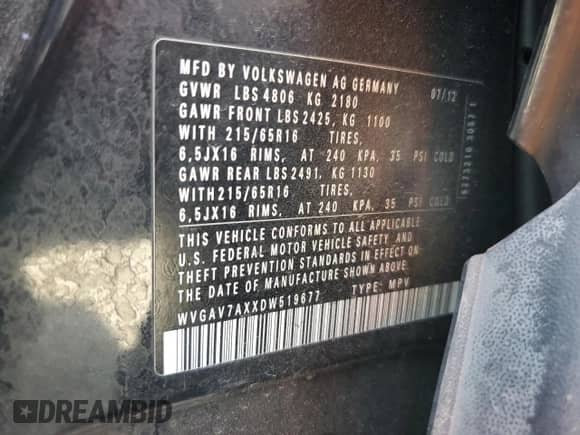 MFD BY VOLKSWAGEN AG GERMANY 07/12
GVWR LBS 4806 KG 2180
GAWR FRONT LBS 2425, KG 1100
WITH 215/65R16 TIRES,
6,5JX16 RIMS, AT 240 KPA, 35 PSI COLD
GAWR REAR LBS 2491, KG 1130
WITH 215/65R16 TIRES,
6,5JX16 RIMS, AT 240 KPA, 35 PSI COLD
THIS VEHICLE CONFORMS TO ALL APPLICABLE
U.S. FEDERAL MOTOR VEHICLE SAFETY AND
THEFT PREVENTION STANDARDS IN EFFECT ON
THE DATE OF MANUFACTURE SHOWN ABOVE.
WVGAV7AXXDW519677 TYPE: MPV
DREAMBID